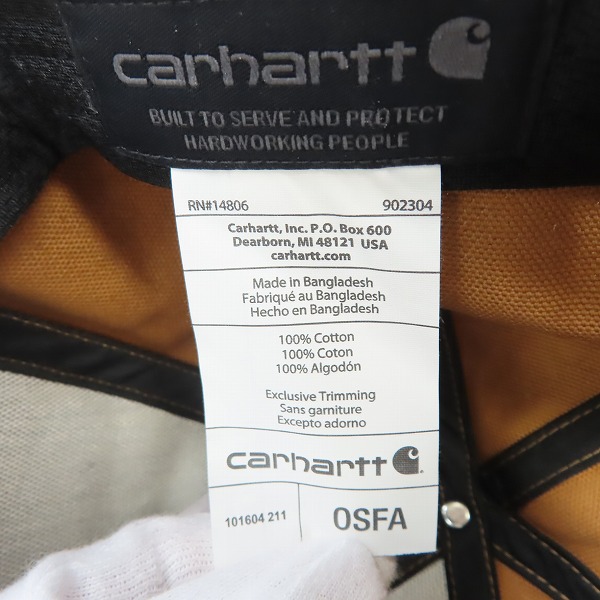 carhartt
BUILT TO SERVE AND PROTECT
HARDWORKING PEOPLE
RN#14806 902304
Carhartt, Inc. P.O. Box 600
Dearborn, MI 48121 USA
carhartt.com
Made in Bangladesh
Fabriqué au Bangladesh
Hecho en Bangladesh
100% Cotton
100% Coton
100% Algodón
Exclusive Trimming
Sans garniture
Excepto adorno
carhartt
101604 211 OSFA